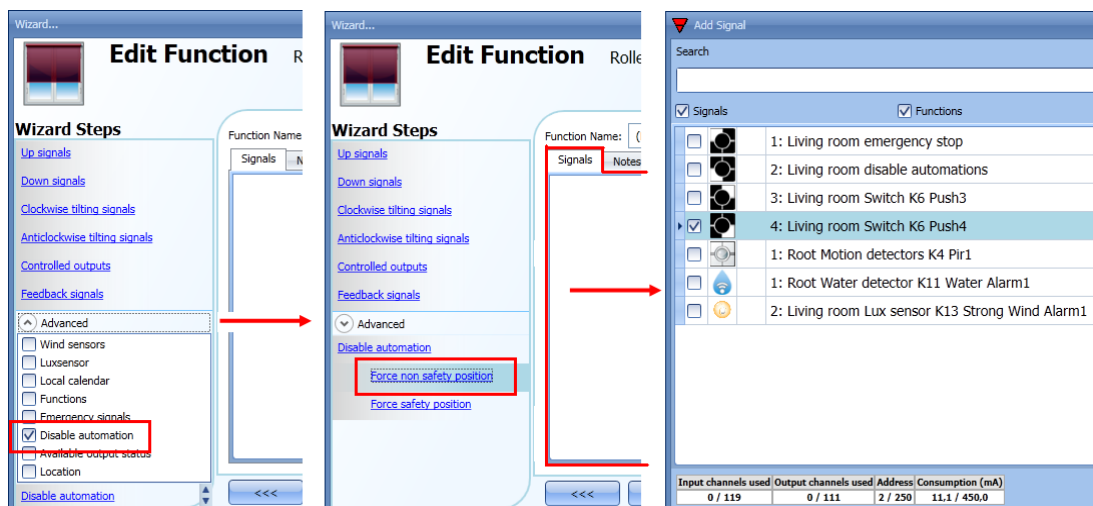 Wizard...
Edit Function R
Wizard Steps
Up signals
Down signals
Clockwise tilting signals
Anticlockwise tilting signals
Controlled outputs
Feedback signals
Advanced
Wind sensors
Luxsensor
Local calendar
Functions
Emergency signals
Disable automation
Available output status
Location
Disable automation
Function Name
Signals N
<<<
Wizard...
Edit Function Rolle
Wizard Steps
Up signals
Down signals
Clockwise tilting signals
Anticlockwise tilting signals
Controlled outputs
Feedback signals
Advanced
Disable automation
Force non safety position
Force safety position
Function Name: (
Signals Notes
<<<
Add Signal
Search
Signals Functions
1: Living room emergency stop
2: Living room disable automations
3: Living room Switch K6 Push3
4: Living room Switch K6 Push4
1: Root Motion detectors K4 Pir1
1: Root Water detector K11 Water Alarm1
2: Living room Lux sensor K13 Strong Wind Alarm1
Input channels used Output channels used Address Consumption (mA)
0 / 119 0 / 111 2 / 250 11,1 / 450,0